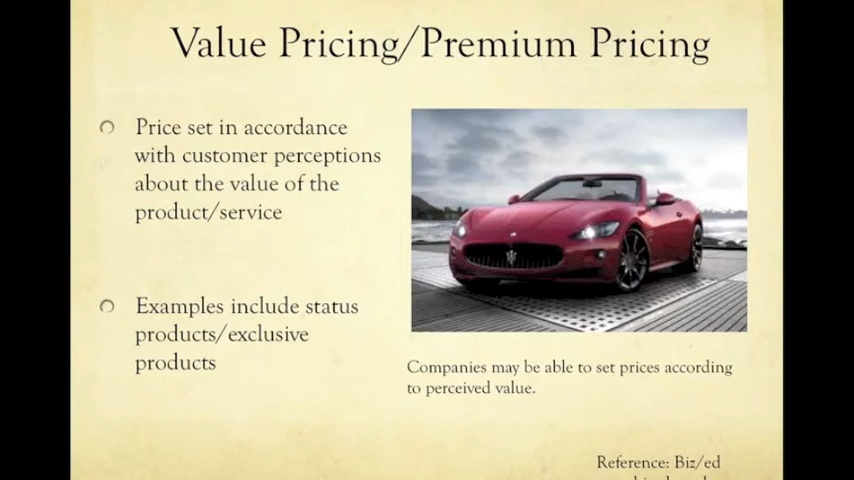 Value Pricing/Premium Pricing
Price set in accordance
with customer perceptions
about the value of the
product/service
Examples include status
products/exclusive
products
Companies may be able to set prices according
to perceived value.
Reference: Biz/ed